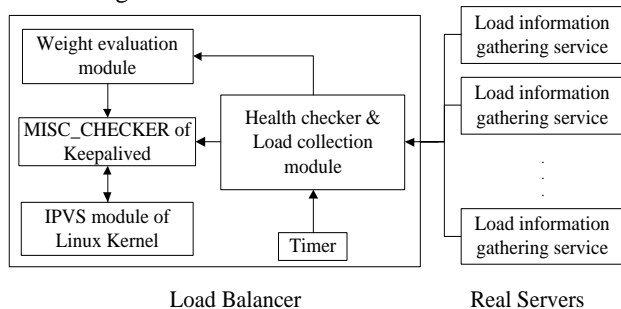 Weight evaluation
module
MISC_CHECKER of
Keepalived
IPVS module of
Linux Kernel
Health checker &
Load collection
module
Timer
Load information
gathering service
Load information
gathering service
.
.
.
Load information
gathering service
Load Balancer
Real Servers